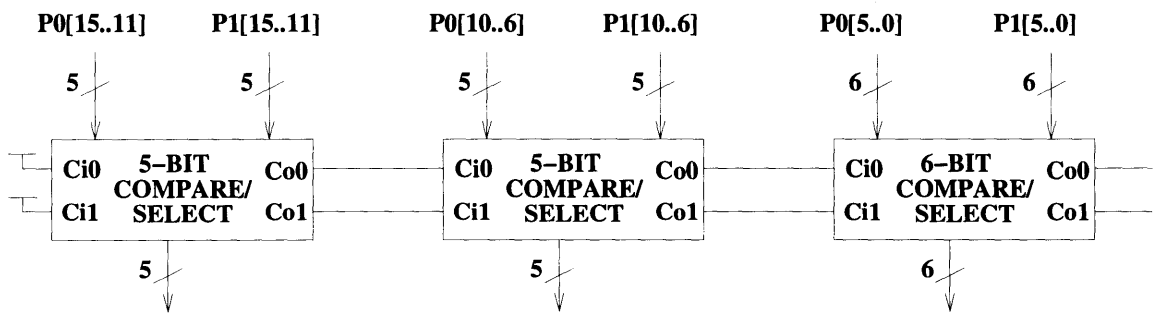 P0[15..11] P1[15..11] P0[10..6] P1[10..6] P0[5..0] P1[5..0]
5 5 5 5 6 6
Ci0 5-BIT Co0 Ci0 5-BIT Co0 Ci0 6-BIT Co0
COMPARE/ COMPARE/ COMPARE/
Ci1 SELECT Co1 Ci1 SELECT Co1 Ci1 SELECT Co1
5 5 6